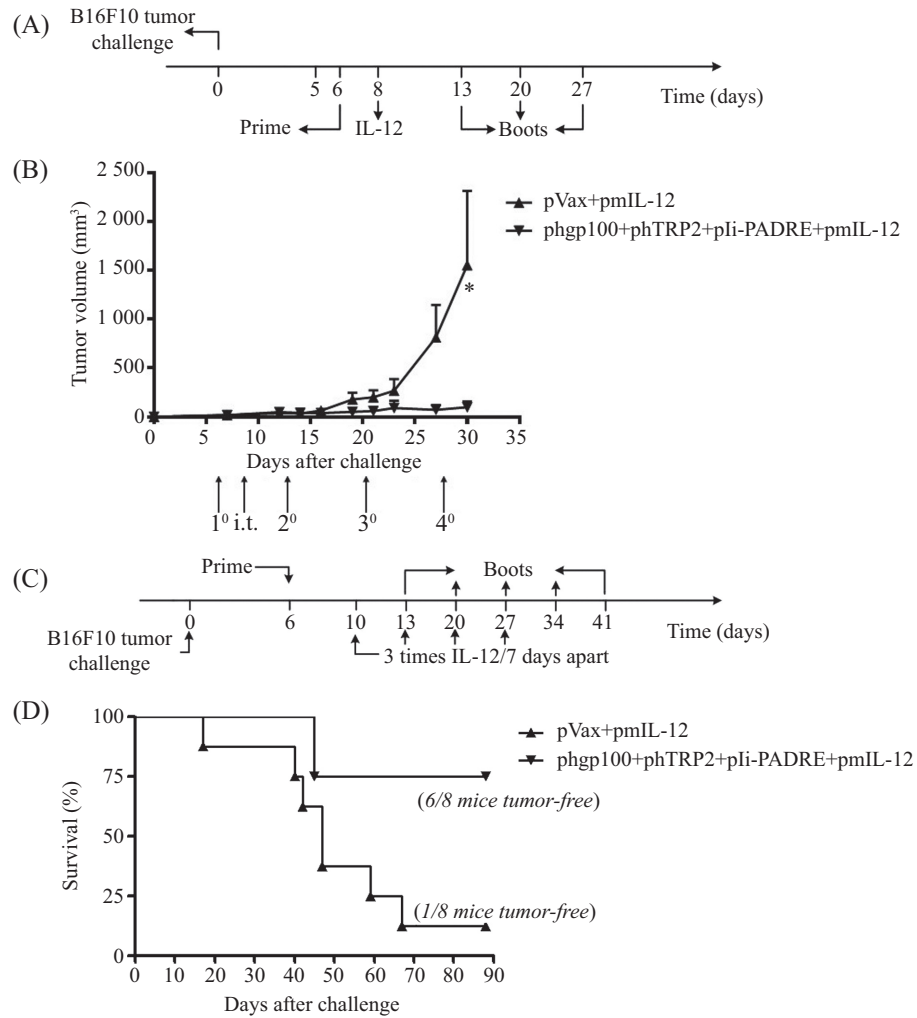 (A)
B16F10 tumor
challenge
0 5 6 8 13 20 27
Time (days)
Prime IL-12 Boots
(B)
2 500
2 000
1 500
1 000
500
0
Tumor volume (mm³)
pVax+pmIL-12
phgp100+phTRP2+pIi-PADRE+pmIL-12
*
0 5 10 15 20 25 30 35
Days after challenge
1⁰ i.t. 2⁰ 3⁰ 4⁰
(C)
Prime Boots
0 6 10 13 20 27 34 41
Time (days)
B16F10 tumor
challenge
3 times IL-12/7 days apart
(D)
100
75
50
25
0
Survival (%)
pVax+pmIL-12
phgp100+phTRP2+pIi-PADRE+pmIL-12
(6/8 mice tumor-free)
(1/8 mice tumor-free)
0 10 20 30 40 50 60 70 80 90
Days after challenge